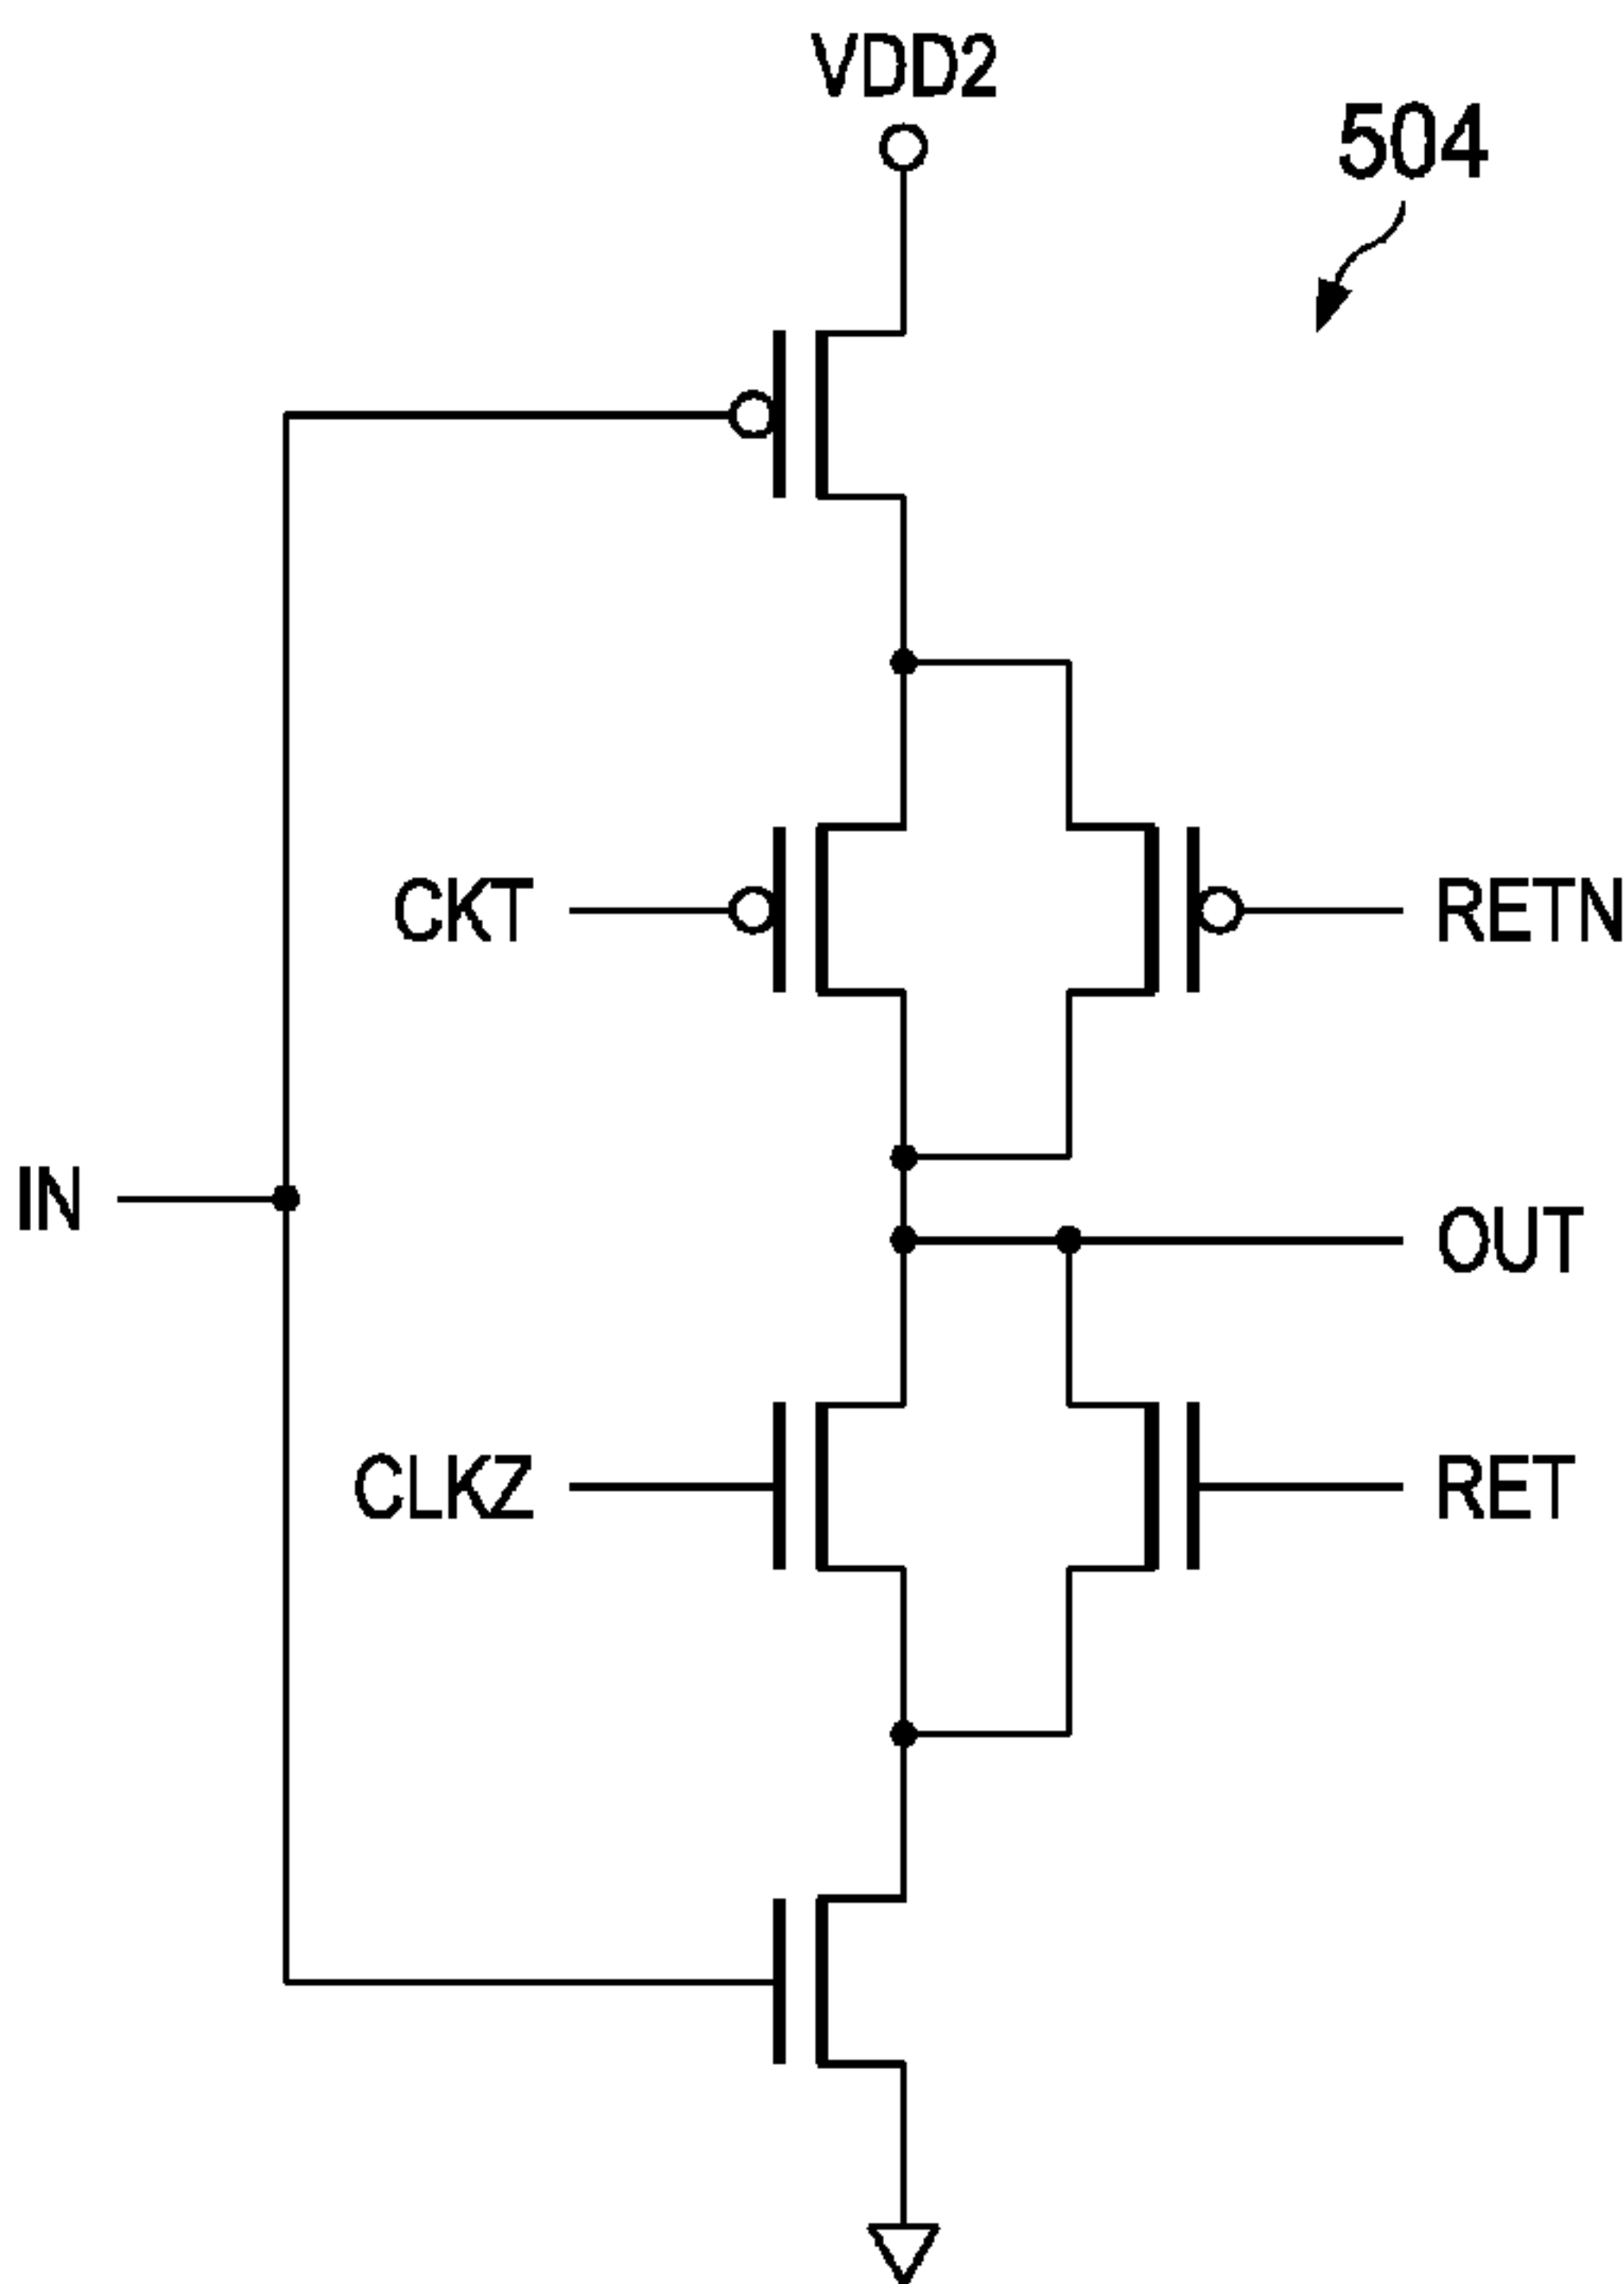 VDD2
504
CKT
RETN
IN
OUT
CLKZ
RET